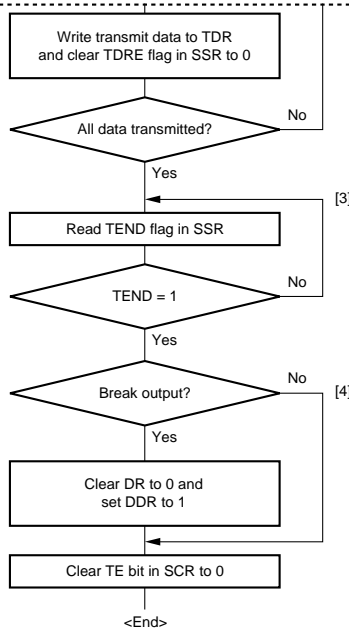 Write transmit data to TDR
and clear TDRE flag in SSR to 0
No
All data transmitted?
Yes
[3]
Read TEND flag in SSR
No
TEND = 1
Yes
No
[4]
Break output?
Yes
Clear DR to 0 and
set DDR to 1
Clear TE bit in SCR to 0
<End>